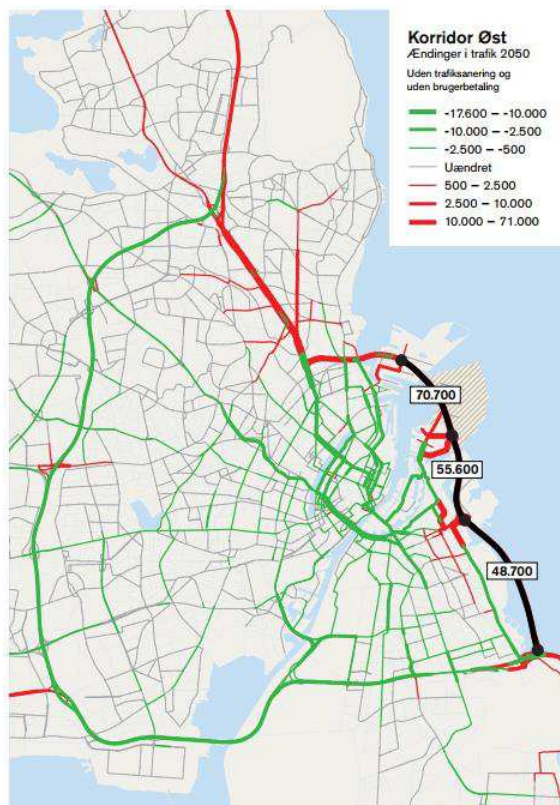 Korridor Øst
Ændinger i trafik 2050
Uden trafiksanering og
uden brugerbetaling
-17.600 – -10.000
-10.000 – -2.500
-2.500 – -500
Uændret
500 – 2.500
2.500 – 10.000
10.000 – 71.000
70.700
55.600
48.700